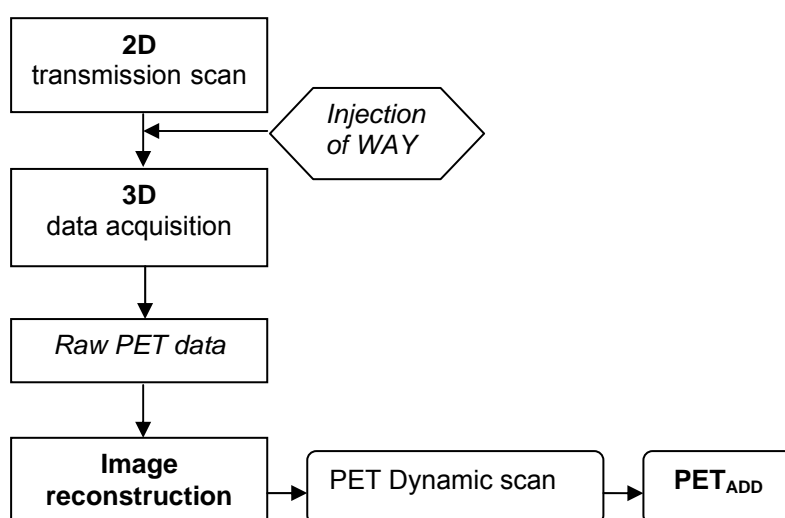 2D
transmission scan
Injection
of WAY
3D
data acquisition
Raw PET data
Image
reconstruction
PET Dynamic scan
PETADD